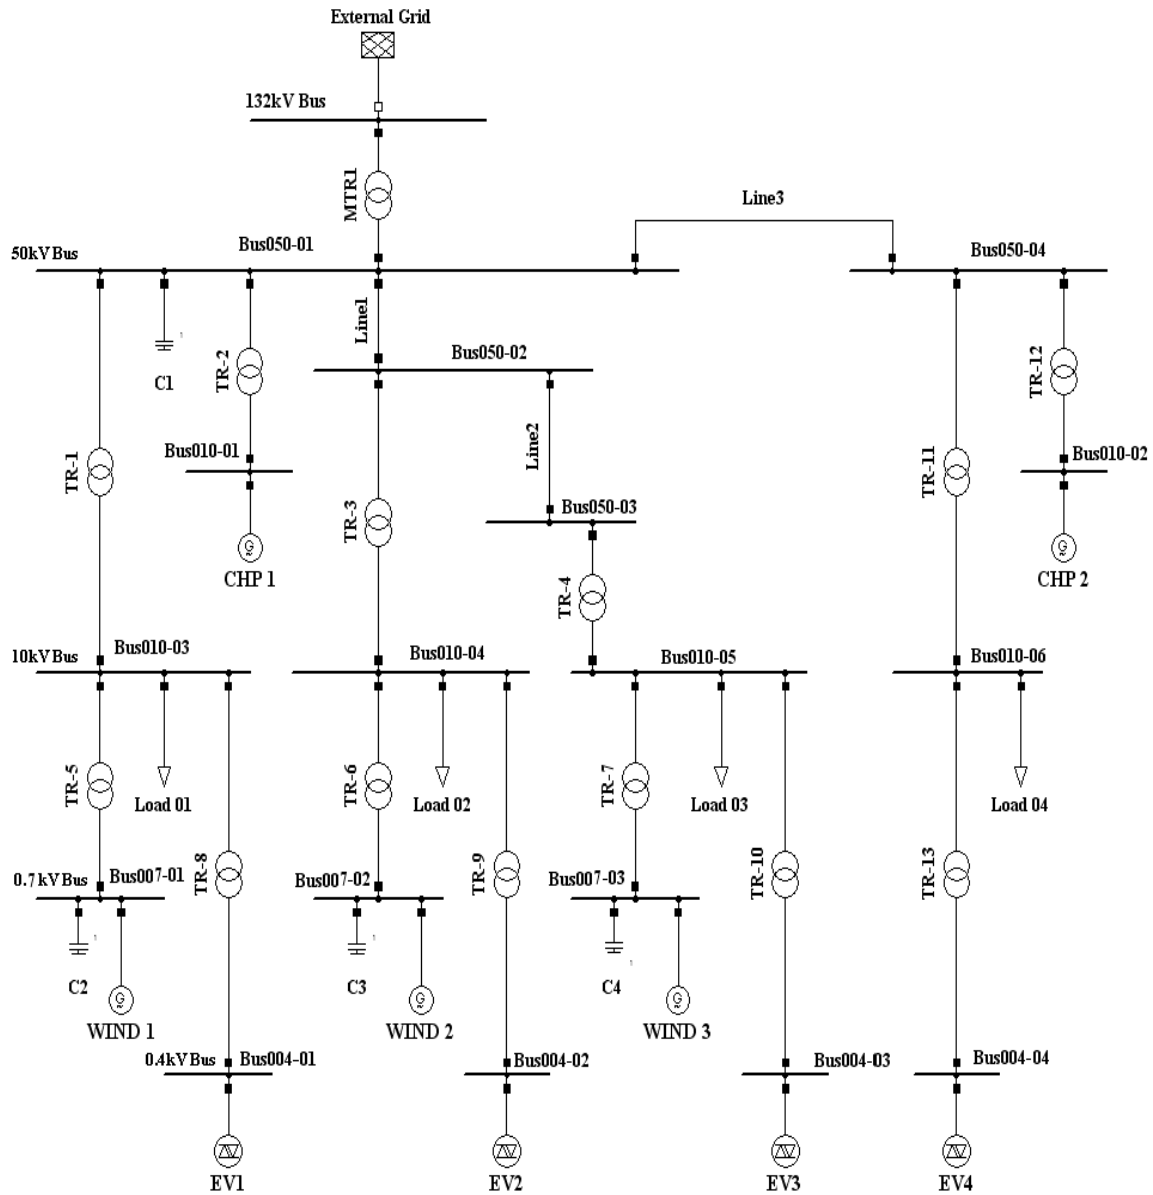 External Grid
132kV Bus
MTR1
Line3
50kV Bus
Bus050-01
Bus050-04
Line1
Bus050-02
C1
TR-2
TR-12
Bus010-01
Line2
Bus010-02
TR-1
TR-3
Bus050-03
TR-11
CHP 1
TR-4
CHP 2
10kV Bus
Bus010-03
Bus010-04
Bus010-05
Bus010-06
TR-5
Load 01
TR-6
Load 02
TR-7
Load 03
Load 04
0.7 kV Bus
Bus007-01
TR-8
Bus007-02
TR-9
Bus007-03
TR-10
TR-13
C2
WIND 1
C3
WIND 2
C4
WIND 3
0.4kV Bus
Bus004-01
Bus004-02
Bus004-03
Bus004-04
EV1
EV2
EV3
EV4